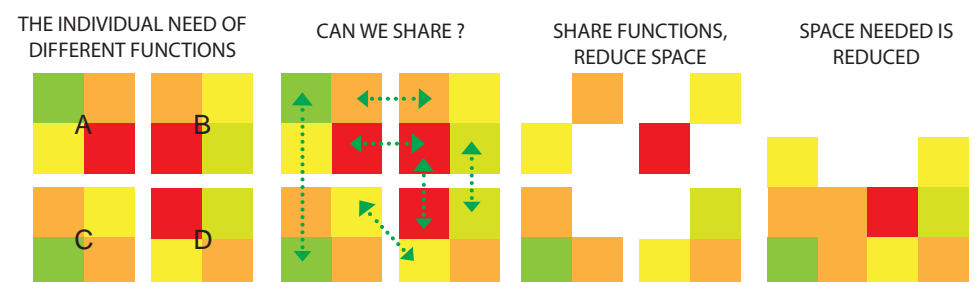 THE INDIVIDUAL NEED OF
DIFFERENT FUNCTIONS
CAN WE SHARE ?
SHARE FUNCTIONS,
REDUCE SPACE
SPACE NEEDED IS
REDUCED
A
B
C
D